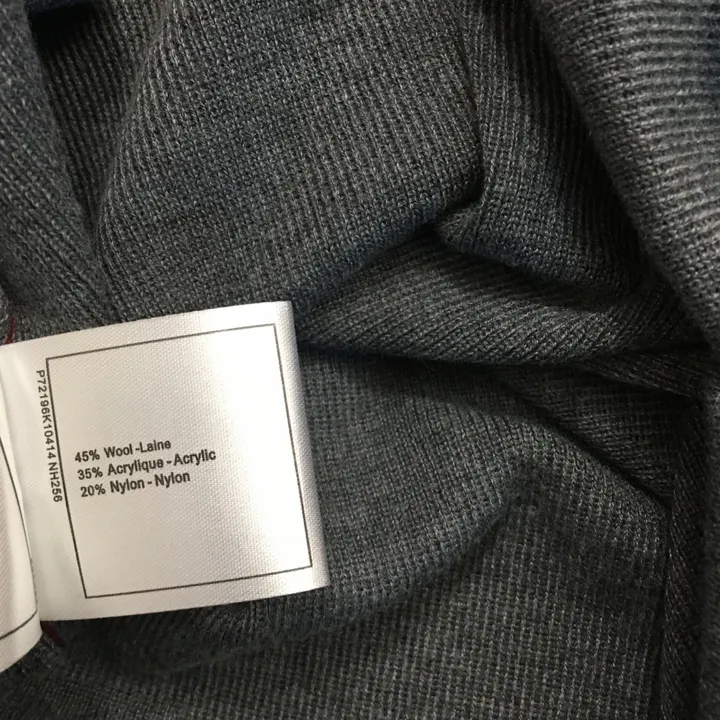 P72196K10414 NH256
45% Wool-Laine
35% Acrylique-Acrylic
20% Nylon-Nylon